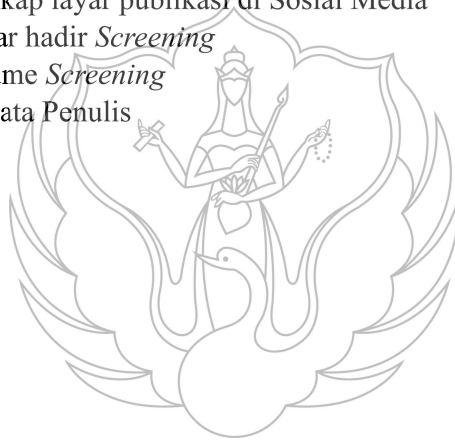 kap layar publikasi di Sosial Media
ar hadir Screening
me Screening
ata Penulis